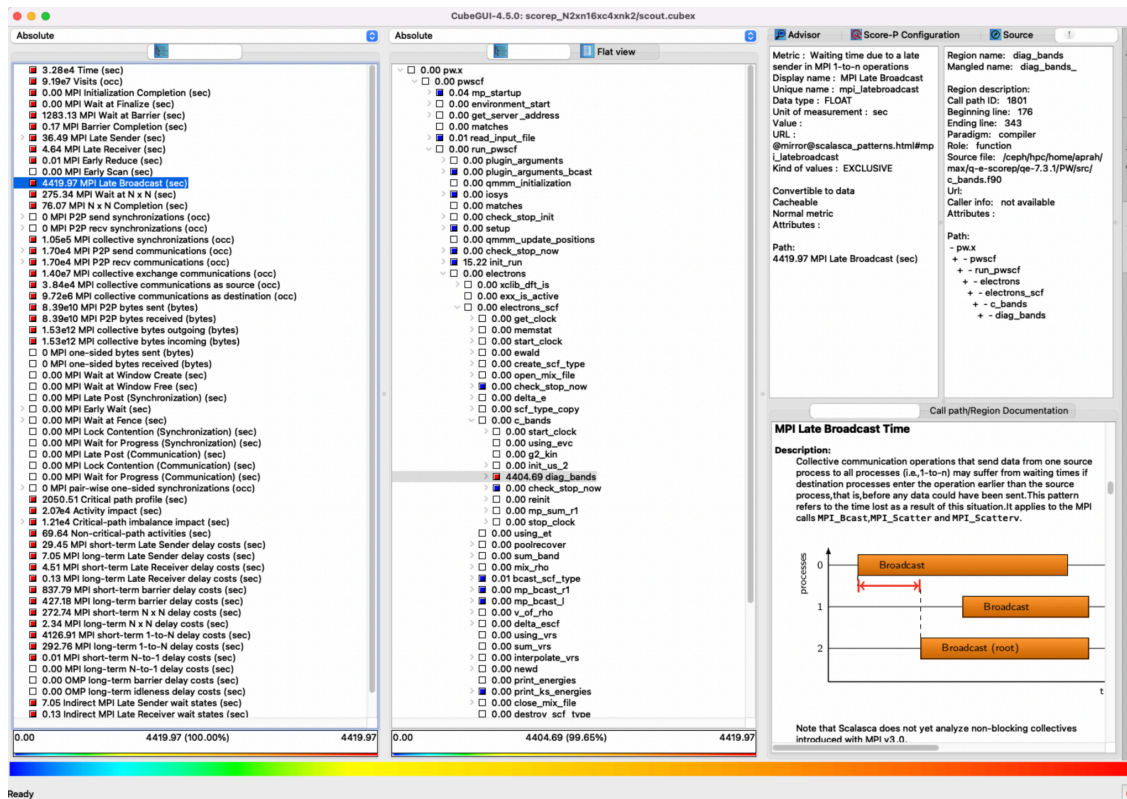 CubeGUI-4.5.0: scorep_N2xn16xc4xnk2/scout.cubex
Absolute
3.28e4 Time (sec)
9.19e7 Visits (occ)
0.00 MPI Initialization Completion (sec)
0.00 MPI Wait at Finalize (sec)
1283.13 MPI Wait at Barrier (sec)
0.17 MPI Barrier Completion (sec)
36.49 MPI Late Sender (sec)
4.64 MPI Late Receiver (sec)
0.01 MPI Early Reduce (sec)
0.00 MPI Early Scan (sec)
4419.97 MPI Late Broadcast (sec)
275.34 MPI Wait at N x N (sec)
76.07 MPI N x N Completion (sec)
0 MPI P2P send synchronizations (occ)
0 MPI P2P recv synchronizations (occ)
1.05e5 MPI collective synchronizations (occ)
1.70e4 MPI P2P send communications (occ)
1.70e4 MPI P2P recv communications (occ)
1.40e7 MPI collective exchange communications (occ)
3.84e4 MPI collective communications as source (occ)
9.72e6 MPI collective communications as destination (occ)
8.39e10 MPI P2P bytes sent (bytes)
8.39e10 MPI P2P bytes received (bytes)
1.53e12 MPI collective bytes outgoing (bytes)
1.53e12 MPI collective bytes incoming (bytes)
0 MPI one-sided bytes sent (bytes)
0 MPI one-sided bytes received (bytes)
0.00 MPI Wait at Window Create (sec)
0.00 MPI Wait at Window Free (sec)
0.00 MPI Late Post (Synchronization) (sec)
0.00 MPI Early Wait (sec)
0.00 MPI Wait at Fence (sec)
0.00 MPI Lock Contention (Synchronization) (sec)
0.00 MPI Wait for Progress (Synchronization) (sec)
0.00 MPI Late Post (Communication) (sec)
0.00 MPI Lock Contention (Communication) (sec)
0.00 MPI Wait for Progress (Communication) (sec)
0 MPI pair-wise one-sided synchronizations (occ)
2050.51 Critical path profile (sec)
2.07e4 Activity impact (sec)
1.21e4 Critical-path imbalance impact (sec)
69.64 Non-critical-path activities (sec)
29.45 MPI short-term Late Sender delay costs (sec)
7.05 MPI long-term Late Sender delay costs (sec)
4.51 MPI short-term Late Receiver delay costs (sec)
0.13 MPI long-term Late Receiver delay costs (sec)
837.79 MPI short-term barrier delay costs (sec)
427.18 MPI long-term barrier delay costs (sec)
272.74 MPI short-term N x N delay costs (sec)
2.34 MPI long-term N x N delay costs (sec)
4126.91 MPI short-term 1-to-N delay costs (sec)
292.76 MPI long-term 1-to-N delay costs (sec)
0.01 MPI short-term N-to-1 delay costs (sec)
0.00 MPI long-term N-to-1 delay costs (sec)
0.00 OMP long-term barrier delay costs (sec)
0.00 OMP long-term idleness delay costs (sec)
7.05 Indirect MPI Late Sender wait states (sec)
0.13 Indirect MPI Late Receiver wait states (sec)
0.00 4419.97 (100.00%) 4419.97
Absolute
Flat view
0.00 pw.x
0.00 pwscf
0.04 mp_startup
0.00 environment_start
0.00 get_server_address
0.00 matches
0.01 read_input_file
0.00 run_pwscf
0.00 plugin_arguments
0.00 plugin_arguments_bcast
0.00 qmmm_initialization
0.00 iosys
0.00 matches
0.00 check_stop_init
0.00 setup
0.00 qmmm_update_positions
0.00 check_stop_now
15.22 init_run
0.00 electrons
0.00 xclib_dft_is
0.00 exx_is_active
0.00 electrons_scf
0.00 get_clock
0.00 memstat
0.00 start_clock
0.00 ewald
0.00 create_scf_type
0.00 open_mix_file
0.00 check_stop_now
0.00 delta_e
0.00 scf_type_copy
0.00 c_bands
0.00 start_clock
0.00 using_evc
0.00 g2_kin
0.00 init_us_2
4404.69 diag_bands
0.00 check_stop_now
0.00 reinit
0.00 mp_sum_r1
0.00 stop_clock
0.00 using_et
0.00 poolrecover
0.00 sum_band
0.00 mix_rho
0.01 bcast_scf_type
0.00 mp_bcast_r1
0.00 mp_bcast_l
0.00 v_of_rho
0.00 delta_escf
0.00 using_vrs
0.00 sum_vrs
0.00 interpolate_vrs
0.00 newd
0.00 print_energies
0.00 print_ks_energies
0.00 close_mix_file
0.00 destroy_scf_type
0.00 4404.69 (99.65%) 4419.97
Advisor
Score-P Configuration
Source
Metric : Waiting time due to a late
sender in MPI 1-to-n operations
Display name : MPI Late Broadcast
Unique name : mpi_latebroadcast
Data type : FLOAT
Unit of measurement : sec
Value :
URL :
@mirror@scalasca_patterns.html#mp
i_latebroadcast
Kind of values : EXCLUSIVE
Convertible to data
Cacheable
Normal metric
Attributes :
Path:
4419.97 MPI Late Broadcast (sec)
Region name: diag_bands
Mangled name: diag_bands_
Region description:
Call path ID: 1801
Beginning line: 176
Ending line: 343
Paradigm: compiler
Role: function
Source file: /ceph/hpc/home/aprah/
max/q-e-scorep/qe-7.3.1/PW/src/
c_bands.f90
Url:
Caller info: not available
Attributes :
Path:
- pw.x
+ - pwscf
+ - run_pwscf
+ - electrons
+ - electrons_scf
+ - c_bands
+ - diag_bands
Call path/Region Documentation
MPI Late Broadcast Time
Description:
Collective communication operations that send data from one source
process to all processes (i.e.,1-to-n) may suffer from waiting times if
destination processes enter the operation earlier than the source
process,that is,before any data could have been sent.This pattern
refers to the time lost as a result of this situation.It applies to the MPI
calls MPI_Bcast,MPI_Scatter and MPI_Scatterv.
processes
0
Broadcast
1
Broadcast
2
Broadcast (root)
t
Note that Scalasca does not yet analyze non-blocking collectives
introduced with MPI v3.0.
Ready